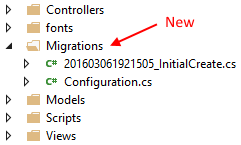 Controllers
fonts
New
Migrations
C# 201603061921505_InitialCreate.cs
C# Configuration.cs
Models
Scripts
Views